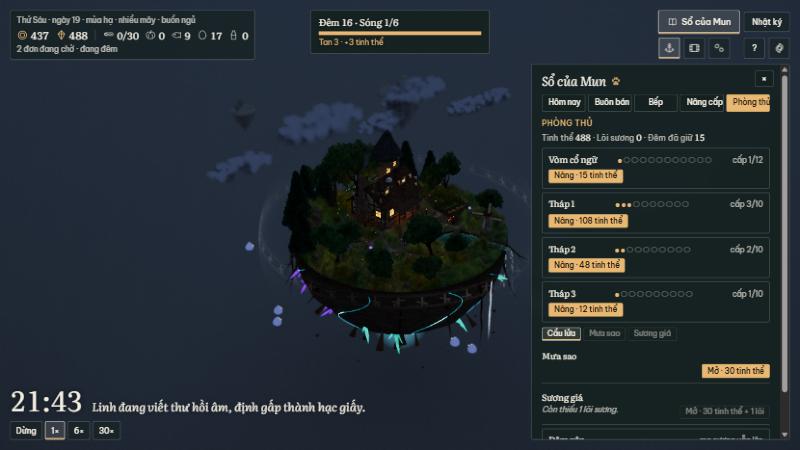 Thứ Sáu · ngày 19 · mùa hạ · nhiều mây · buồn ngủ
437 488 0/30 0 9 17 0
2 đơn đang chờ · đang đêm
Đêm 16 · Sóng 1/6
Tan 3 · +3 tinh thể
Sổ của Mun
Nhật ký
?
Sổ của Mun
×
Hôm nay
Buôn bán
Bếp
Nâng cấp
Phòng thủ
PHÒNG THỦ
Tinh thể 488 · Lõi sương 0 · Đêm đã giữ 15
Vòm cổ ngữ cấp 1/12
Nâng · 15 tinh thể
Tháp 1 cấp 3/10
Nâng · 108 tinh thể
Tháp 2 cấp 2/10
Nâng · 48 tinh thể
Tháp 3 cấp 1/10
Nâng · 12 tinh thể
Cầu lửa
Mưa sao
Sương giá
Mưa sao
Mở · 30 tinh thể
Sương giá
Còn thiếu 1 lõi sương.
Mở · 30 tinh thể + 1 lõi
21:43 Linh đang viết thư hồi âm, định gấp thành hạc giấy.
Dừng
1×
6×
30×